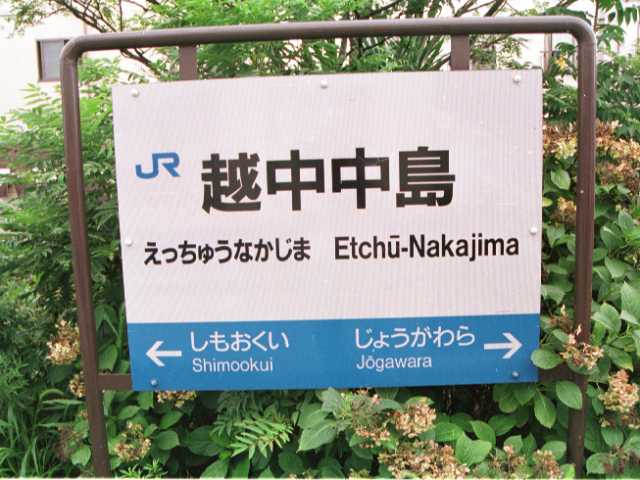 JR 越中中島
えっちゅうなかじま Etchū-Nakajima
← しもおくい じょうがわら →
Shimookui Jōgawara